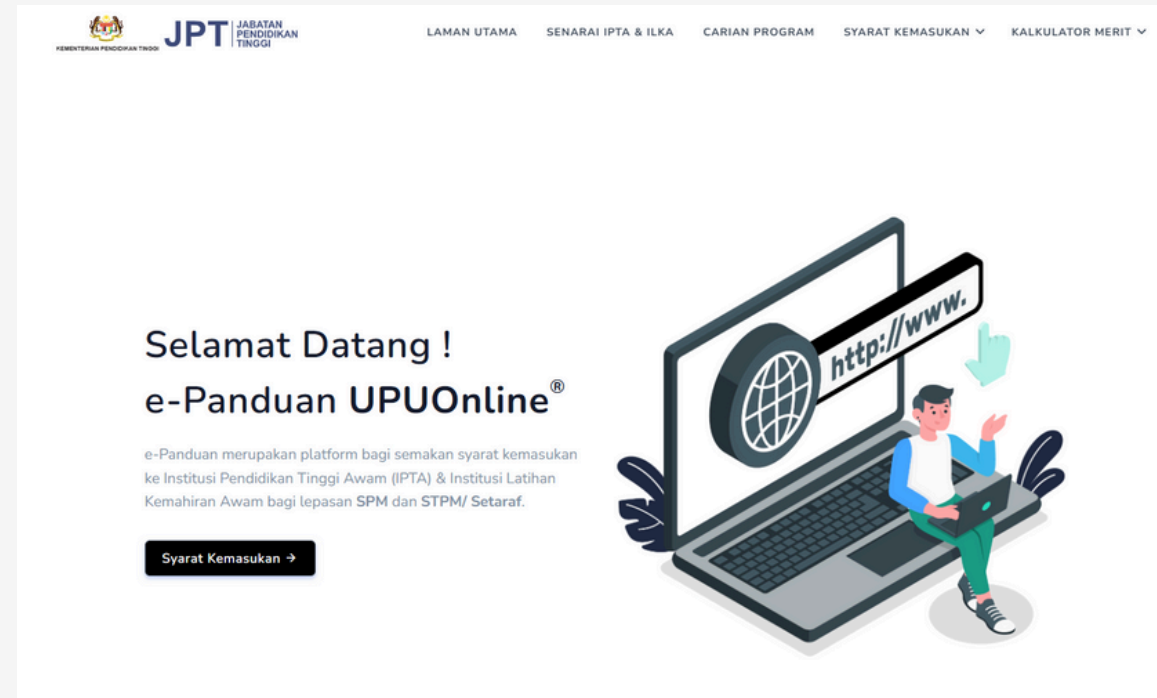 KEMENTERIAN PENDIDIKAN TINGGI
JPT JABATAN
PENDIDIKAN
TINGGI
LAMAN UTAMA SENARAI IPTA & ILKA CARIAN PROGRAM SYARAT KEMASUKAN KALKULATOR MERIT
Selamat Datang !
e-Panduan UPUOnline®
e-Panduan merupakan platform bagi semakan syarat kemasukan
ke Institusi Pendidikan Tinggi Awam (IPTA) & Institusi Latihan
Kemahiran Awam bagi lepasan SPM dan STPM/ Setaraf.
Syarat Kemasukan →
http://www.